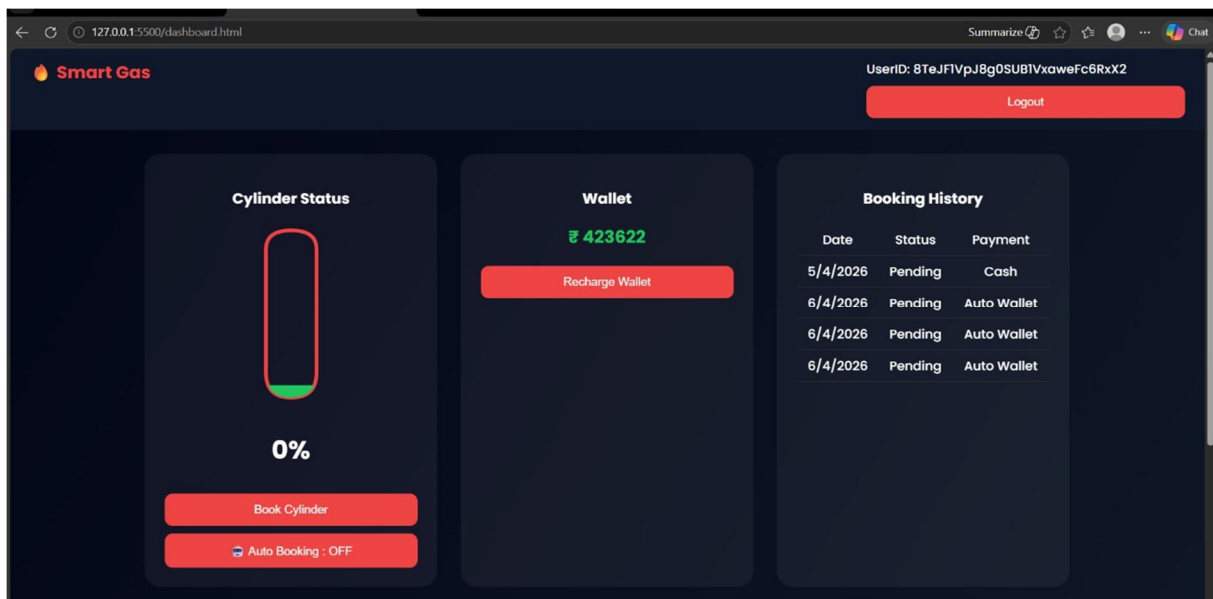 127.0.0.1:5500/dashboard.html
Summarize
Chat
Smart Gas
UserID: 8TeJF1VpJ8g0SUB1VxaweFc6RxX2
Logout
Cylinder Status
0%
Book Cylinder
Auto Booking : OFF
Wallet
₹ 423622
Recharge Wallet
Booking History
Date Status Payment
5/4/2026 Pending Cash
6/4/2026 Pending Auto Wallet
6/4/2026 Pending Auto Wallet
6/4/2026 Pending Auto Wallet